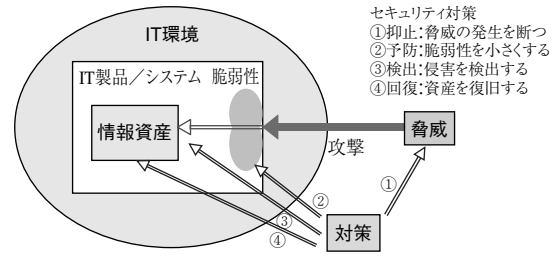 セキュリティ対策
①抑止:脅威の発生を断つ
②予防:脆弱性を小さくする
③検出:侵害を検出する
④回復:資産を復旧する
IT環境
IT製品／システム 脆弱性
情報資産
脅威
攻撃
①
②
③
④
対策